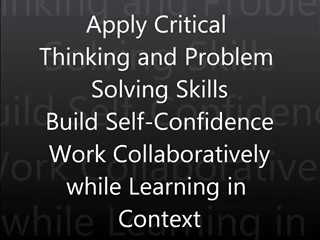 Apply Critical
Thinking and Problem
Solving Skills
Build Self-Confidence
Work Collaboratively
while Learning in
Context